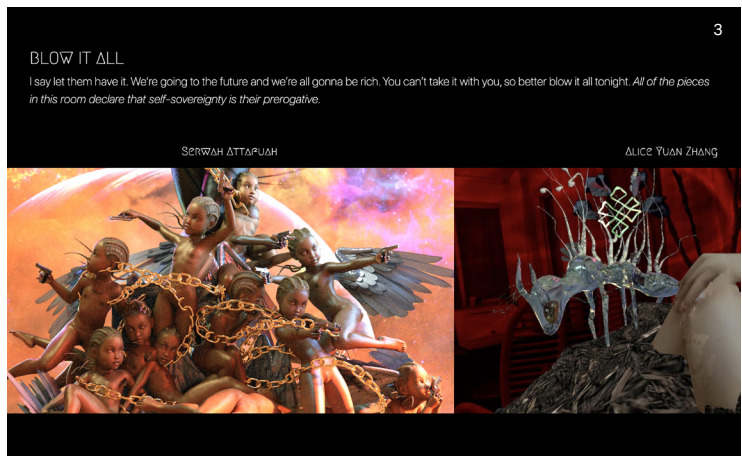 3
BLOW IT ALL
I say let them have it. We're going to the future and we're all gonna be rich. You can't take it with you, so better blow it all tonight. All of the pieces
in this room declare that self-sovereignty is their prerogative.
Serwah Attafuah
Alice Yuan Zhang